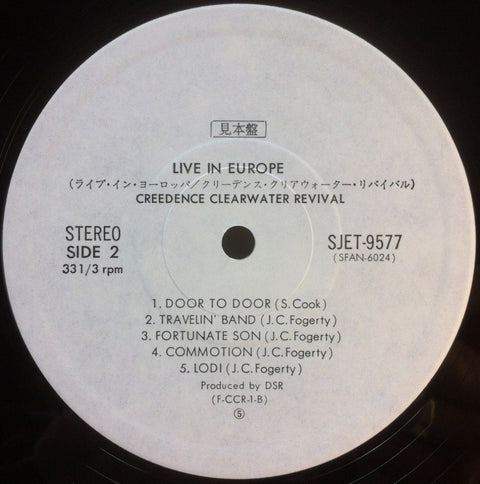 見本盤
LIVE IN EUROPE
(ライブ・イン・ヨーロッパ/クリーデンス・クリアウォーター・リバイバル)
CREEDENCE CLEARWATER REVIVAL
STEREO
SIDE 2
331/3 rpm
SJET-9577
(SFAN-6024)
1. DOOR TO DOOR (S. Cook)
2. TRAVELIN' BAND (J. C. Fogerty)
3. FORTUNATE SON (J. C. Fogerty)
4. COMMOTION (J. C. Fogerty)
5. LODI (J. C. Fogerty)
Produced by DSR
(F-CCR-1-B)
Ⓢ